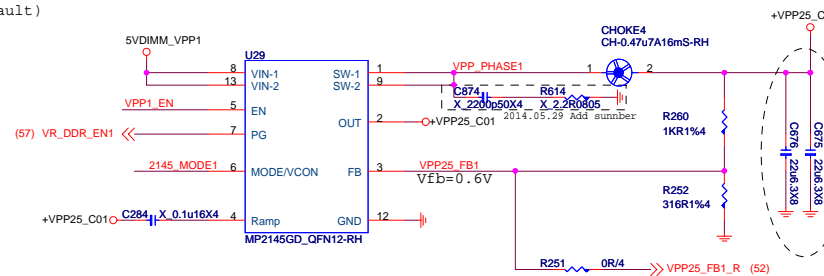 ault)
+VPP25_C
5VDIMM_VPP1
U29
CHOKE4
CH-0.47u7A16mS-RH
8 VIN-1 SW-1 1 VPP_PHASE1 1 2
13 VIN-2 SW-2 9
C874 R614
X_2200p50X4 X_2.2R0805
2014.05.29 Add sunnber
VPP1_EN 5 EN
OUT 2 +VPP25_C01
(57) VR_DDR_EN1 7 PG
R260
1KR1%4
C676 22u6.3X8
C675 22u6.3X8
2145_MODE1 6 MODE/VCON FB 3 VPP25_FB1
Vfb=0.6V
R252
316R1%4
+VPP25_C01 C284 X_0.1u16X4 4 Ramp GND 12
MP2145GD_QFN12-RH
R251 0R/4 VPP25_FB1_R (52)